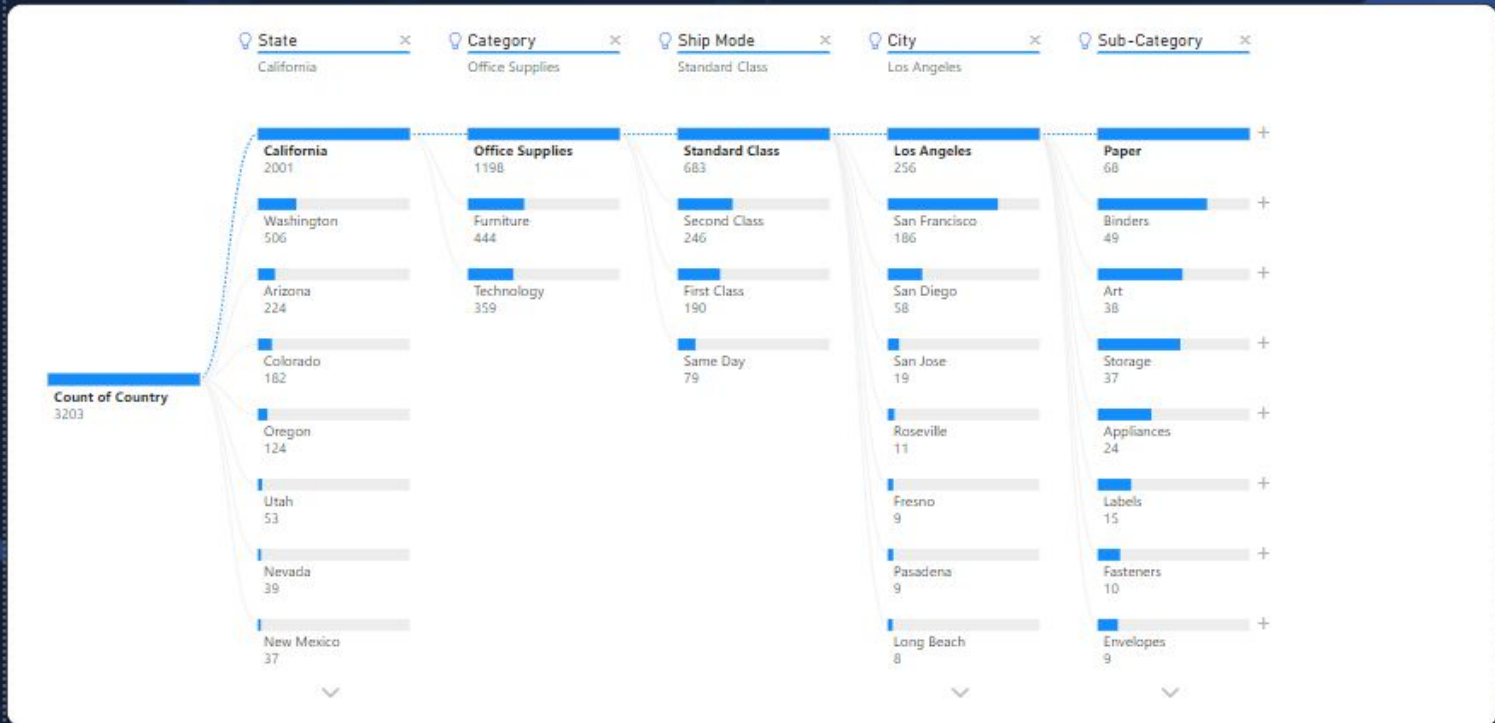 State
California
Category
Office Supplies
Ship Mode
Standard Class
City
Los Angeles
Sub-Category
Count of Country
3203
California
2001
Washington
506
Arizona
224
Colorado
182
Oregon
124
Utah
53
Nevada
39
New Mexico
37
Office Supplies
1198
Furniture
444
Technology
359
Standard Class
683
Second Class
246
First Class
190
Same Day
79
Los Angeles
256
San Francisco
186
San Diego
58
San Jose
19
Roseville
11
Fresno
9
Pasadena
9
Long Beach
8
Paper
68
Binders
49
Art
38
Storage
37
Appliances
24
Labels
15
Fasteners
10
Envelopes
9